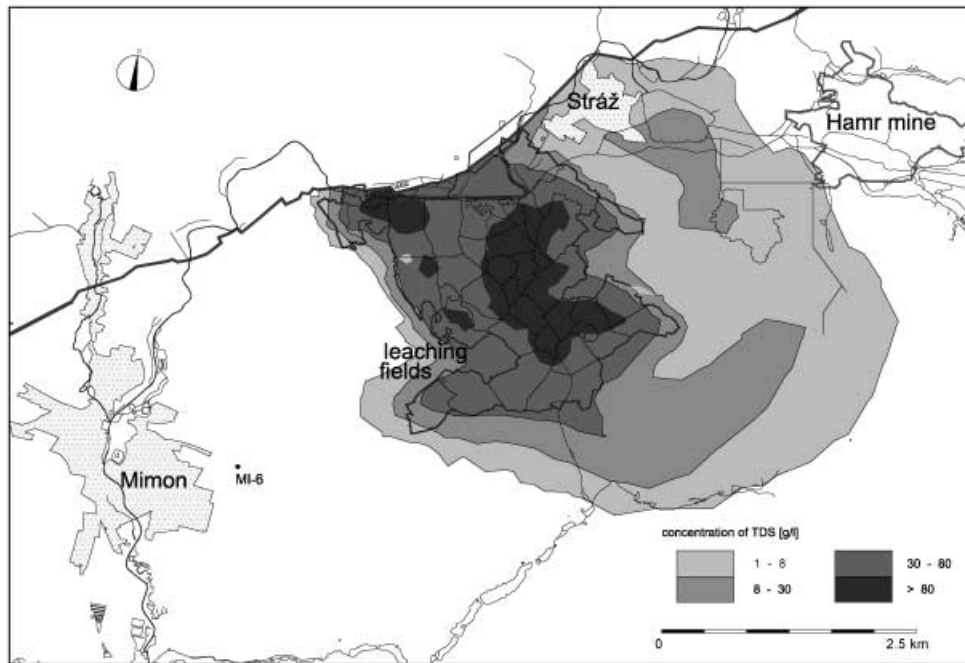 Stráž
Hamr mine
leaching
fields
Mimon
MI-6
concentration of TDS [g/l]
1 - 8
8 - 30
30 - 80
> 80
0
2.5 km